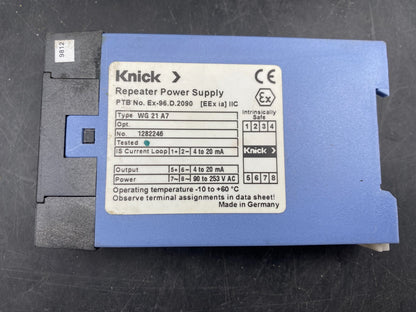 9812
Knick >
Repeater Power Supply
PTB No. Ex-96.D.2090 [EEx ia] IIC
CE
Ex
Type WG 21 A7
Opt.
No. 1282246
Tested
IS Current Loop 1+ 2- 4 to 20 mA
Output 5+ 6- 4 to 20 mA
Power 7~ 8~ 90 to 253 V AC
Operating temperature -10 to +60 °C
Observe terminal assignments in data sheet!
Intrinsically
Safe
1 2 3 4
Knick >
5 6 7 8
Made in Germany